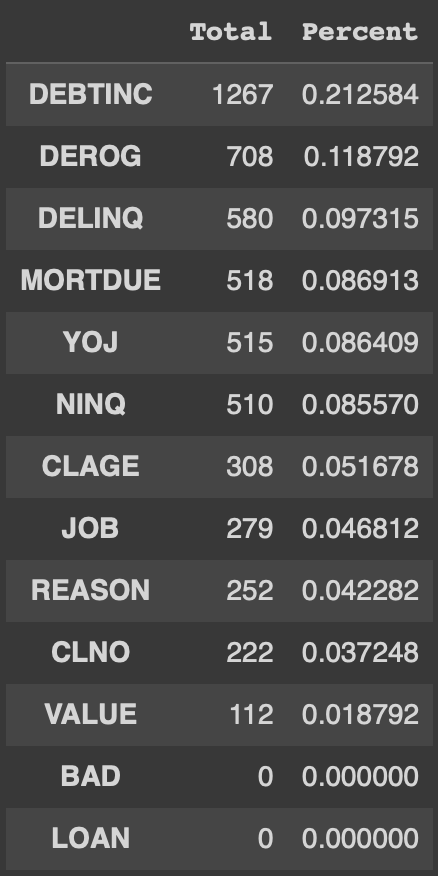 Total Percent
DEBTINC 1267 0.212584
DEROG 708 0.118792
DELINQ 580 0.097315
MORTDUE 518 0.086913
YOJ 515 0.086409
NINQ 510 0.085570
CLAGE 308 0.051678
JOB 279 0.046812
REASON 252 0.042282
CLNO 222 0.037248
VALUE 112 0.018792
BAD 0 0.000000
LOAN 0 0.000000